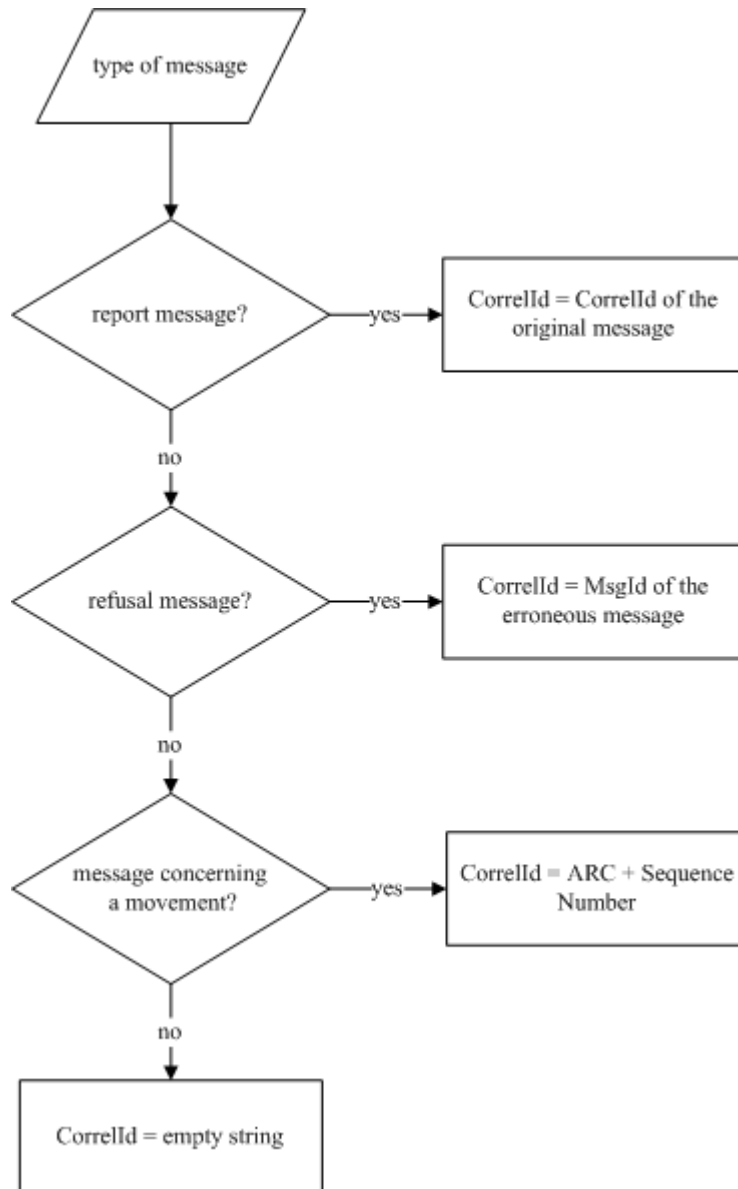 type of message
report message?
yes
CorrelId = CorrelId of the
original message
no
refusal message?
yes
CorrelId = MsgId of the
erroneous message
no
message concerning
a movement?
yes
CorrelId = ARC + Sequence
Number
no
CorrelId = empty string